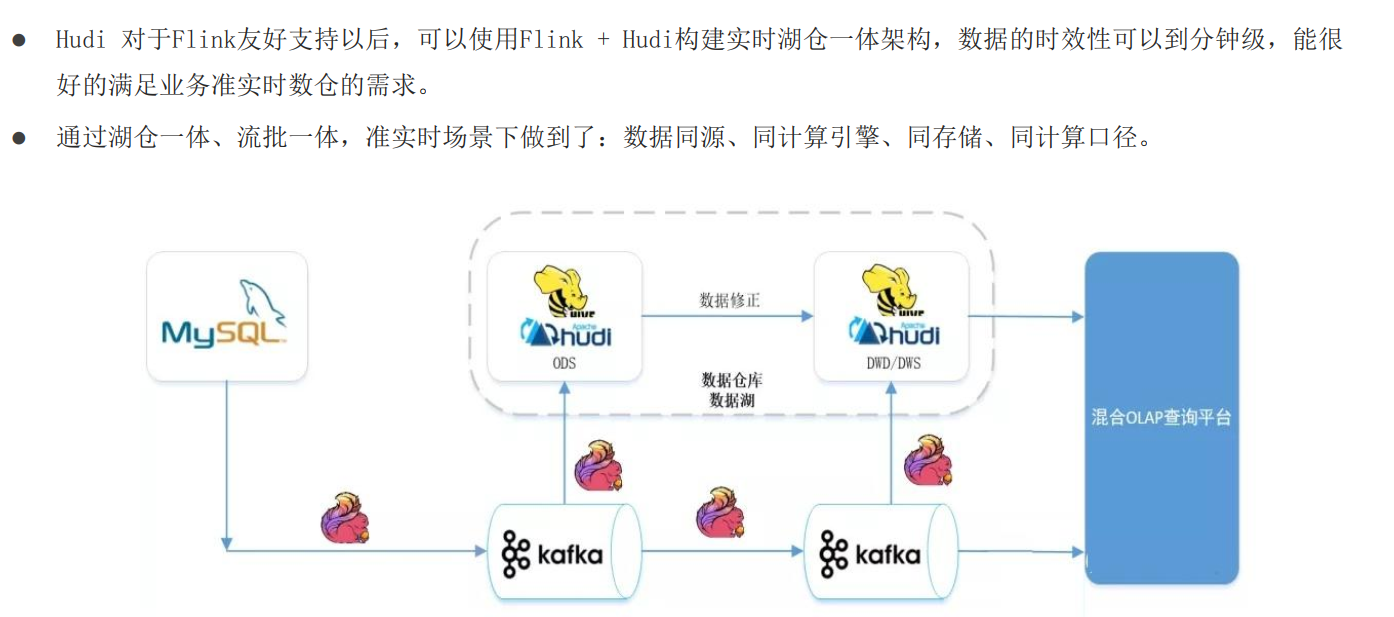 Hudi 对于Flink友好支持以后，可以使用Flink + Hudi构建实时湖仓一体架构，数据的时效性可以到分钟级，能很
好的满足业务准实时数仓的需求。
通过湖仓一体、流批一体，准实时场景下做到了：数据同源、同计算引擎、同存储、同计算口径。
MySQL
HIVE
Apache
hudi
ODS
数据修正
HIVE
Apache
hudi
DWD/DWS
数据仓库
数据湖
混合OLAP查询平台
kafka
kafka